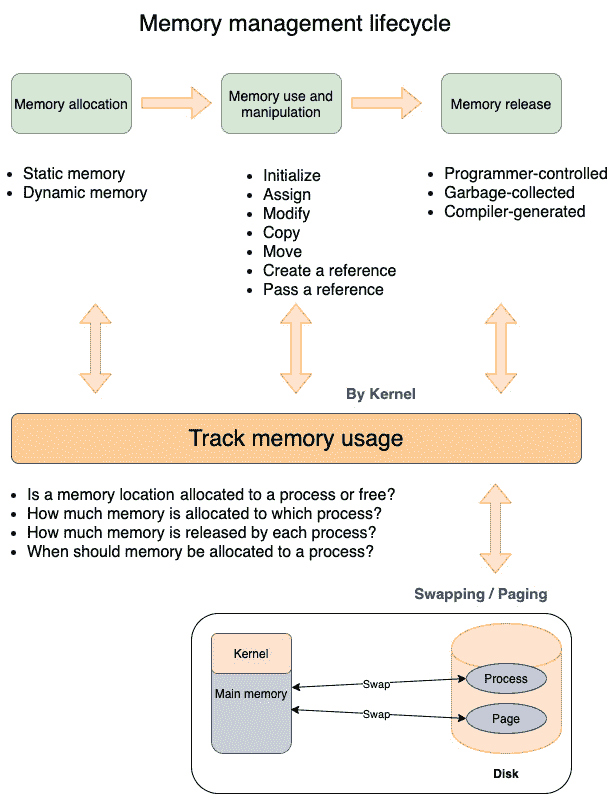 Memory management lifecycle
Memory allocation
Memory use and
manipulation
Memory release
Static memory
Dynamic memory
Initialize
Assign
Modify
Copy
Move
Create a reference
Pass a reference
Programmer-controlled
Garbage-collected
Compiler-generated
By Kernel
Track memory usage
Is a memory location allocated to a process or free?
How much memory is allocated to which process?
How much memory is released by each process?
When should memory be allocated to a process?
Swapping / Paging
Kernel
Main memory
Swap
Swap
Process
Page
Disk